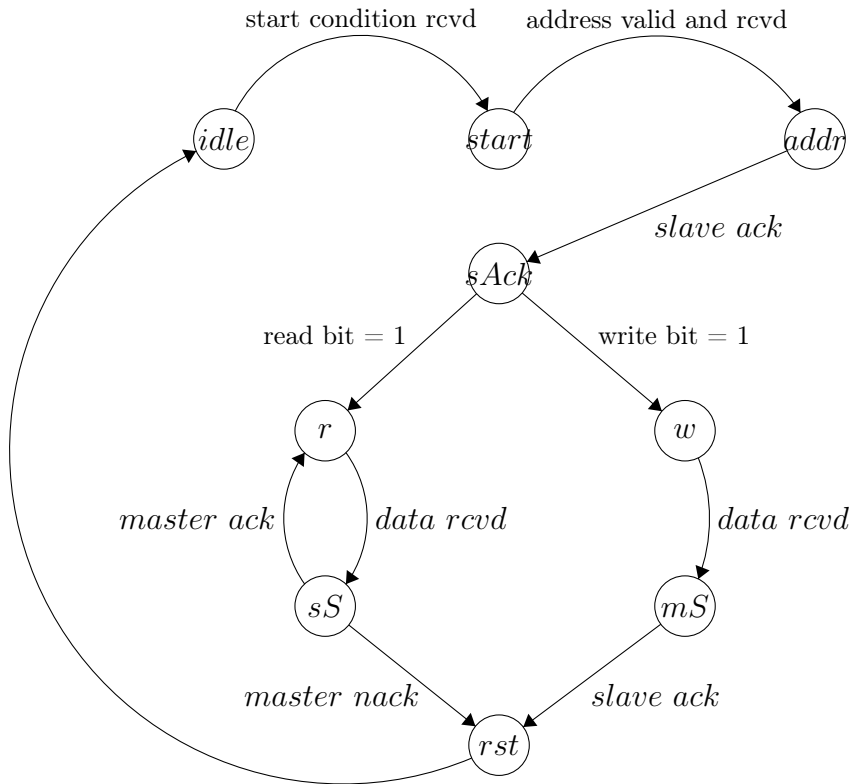 start condition rcvd
address valid and rcvd
idle
start
addr
slave ack
sAck
read bit = 1
write bit = 1
r
w
master ack
data rcvd
data rcvd
sS
mS
master nack
slave ack
rst